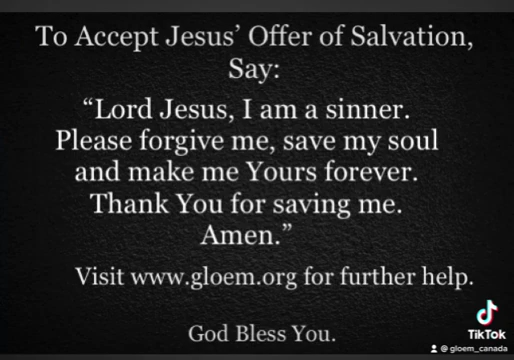 To Accept Jesus’ Offer of Salvation,
Say:
“Lord Jesus, I am a sinner.
Please forgive me, save my soul
and make me Yours forever.
Thank You for saving me.
Amen.”
Visit www.gloem.org for further help.
God Bless You.
TikTok
@ gloem_canada